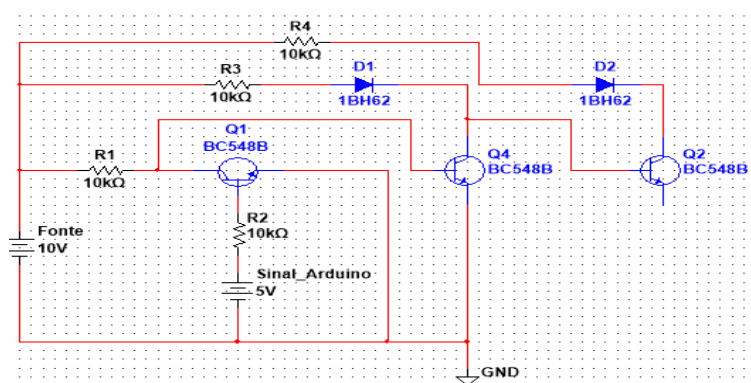 R4
10kΩ
R3
10kΩ
D1
1BH62
D2
1BH62
Q1
BC548B
R1
10kΩ
Q4
BC548B
Q2
BC548B
R2
10kΩ
Fonte
10V
Sinal_Arduino
5V
GND